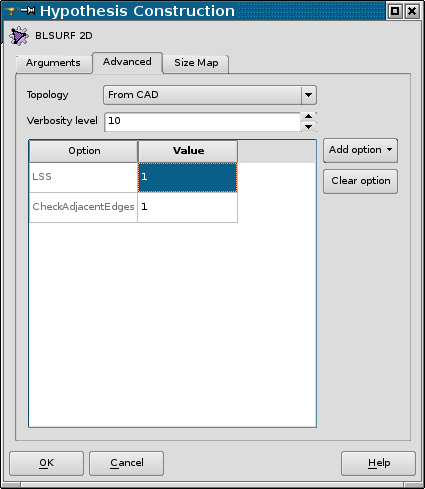 Hypothesis Construction
BLSURF 2D
Arguments Advanced Size Map
Topology From CAD
Verbosity level 10
Option Value Add option
LSS 1 Clear option
CheckAdjacentEdges 1
OK Cancel Help